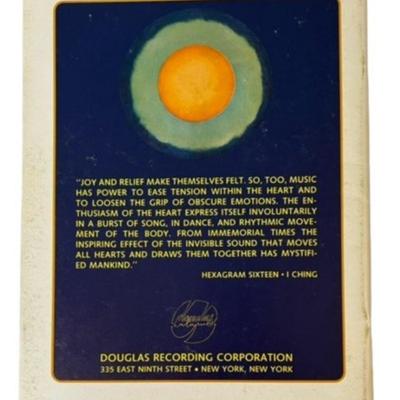 "JOY AND RELIEF MAKE THEMSELVES FELT. SO, TOO, MUSIC
HAS POWER TO EASE TENSION WITHIN THE HEART AND
TO LOOSEN THE GRIP OF OBSCURE EMOTIONS. THE EN-
THUSIASM OF THE HEART EXPRESS ITSELF INVOLUNTARILY
IN A BURST OF SONG, IN DANCE, AND RHYTHMIC MOVE-
MENT OF THE BODY. FROM IMMEMORIAL TIMES THE
INSPIRING EFFECT OF THE INVISIBLE SOUND THAT MOVES
ALL HEARTS AND DRAWS THEM TOGETHER HAS MYSTIFI-
ED MANKIND."
HEXAGRAM SIXTEEN • I CHING
DOUGLAS RECORDING CORPORATION
335 EAST NINTH STREET • NEW YORK, NEW YORK